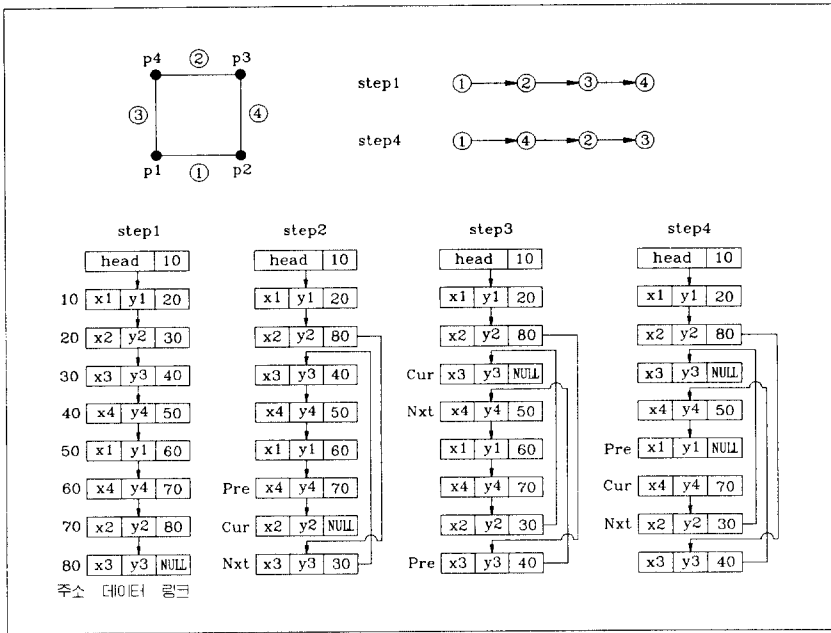 p4 ② p3
step1 ① ② ③ ④
③ ④
step4 ① ④ ② ③
p1 ① p2
step1 step2 step3 step4
head 10 head 10 head 10 head 10
10 x1 y1 20 x1 y1 20 x1 y1 20 x1 y1 20
20 x2 y2 30 x2 y2 80 x2 y2 80 x2 y2 80
30 x3 y3 40 x3 y3 40 Cur x3 y3 NULL x3 y3 NULL
40 x4 y4 50 x4 y4 50 Nxt x4 y4 50 x4 y4 50
50 x1 y1 60 x1 y1 60 x1 y1 60 Pre x1 y1 NULL
60 x4 y4 70 Pre x4 y4 70 x4 y4 70 Cur x4 y4 70
70 x2 y2 80 Cur x2 y2 NULL x2 y2 30 Nxt x2 y2 30
80 x3 y3 NULL Nxt x3 y3 30 Pre x3 y3 40 x3 y3 40
주소 데이터 링크